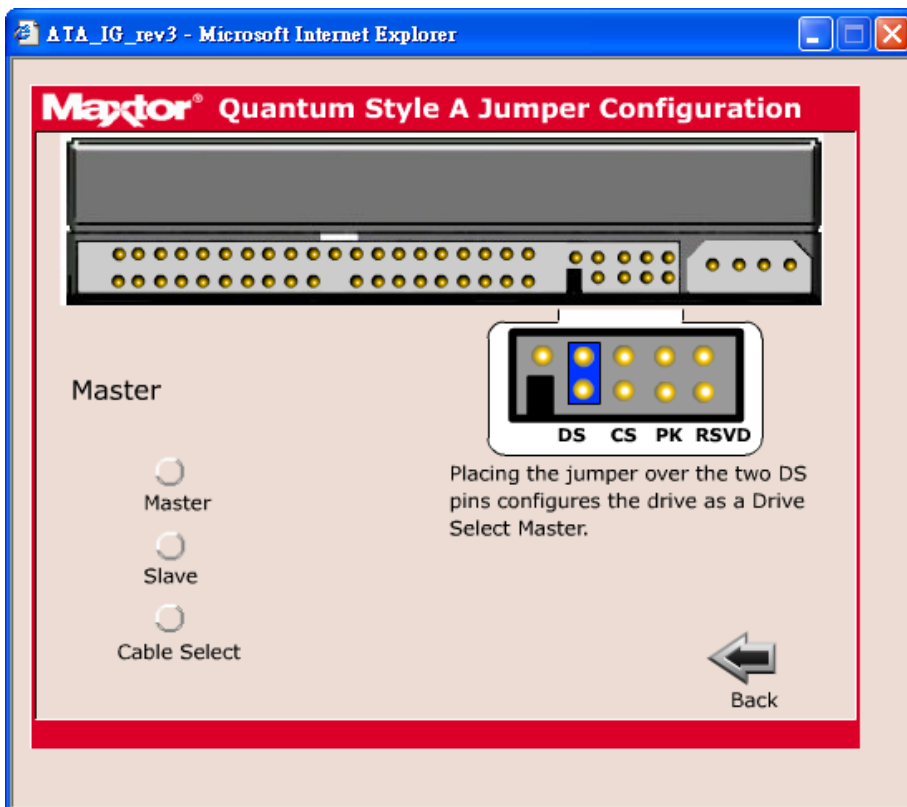 ATA_IG_rev3 - Microsoft Internet Explorer
Maxtor® Quantum Style A Jumper Configuration
Master
DS CS PK RSVD
Placing the jumper over the two DS
pins configures the drive as a Drive
Select Master.
Master
Slave
Cable Select
Back